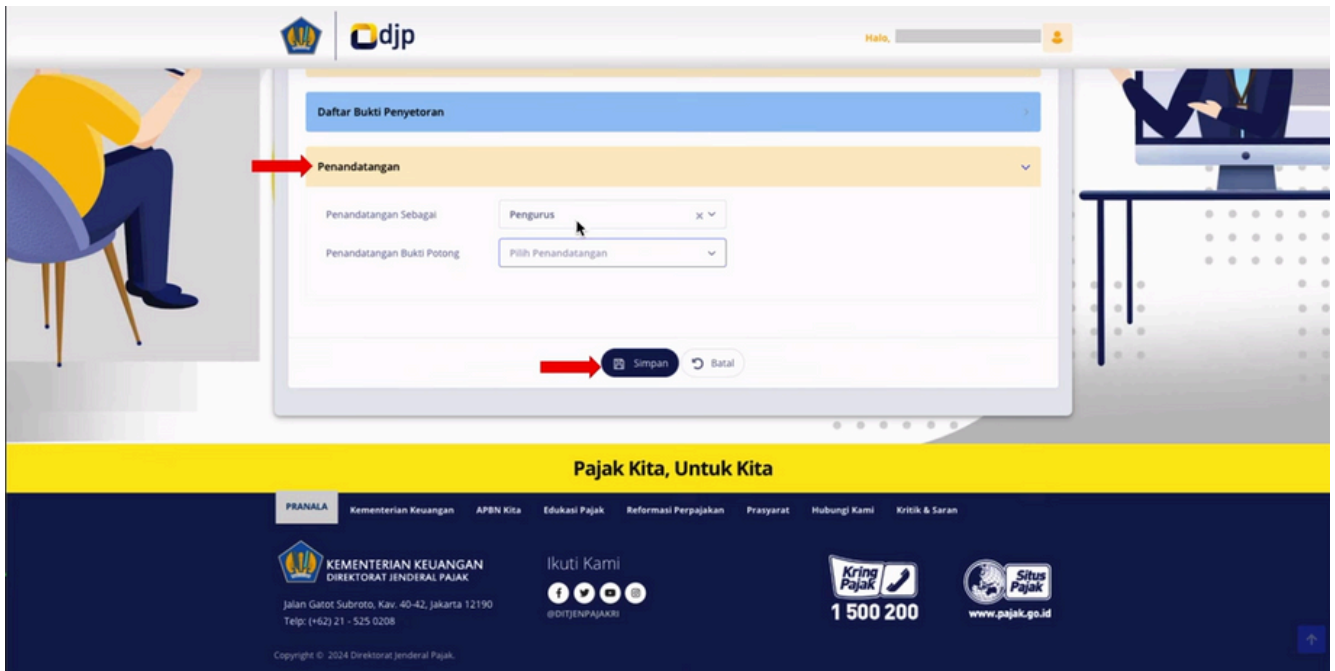 djp
Halo,
Daftar Bukti Penyetoran
Penandatangan
Penandatangan Sebagai
Pengurus
Penandatangan Bukti Potong
Pilih Penandatangan
Simpan
Batal
Pajak Kita, Untuk Kita
PRANALA Kementerian Keuangan APBN Kita Edukasi Pajak Reformasi Perpajakan Prasyarat Hubungi Kami Kritik & Saran
KEMENTERIAN KEUANGAN
DIREKTORAT JENDERAL PAJAK
Jalan Gatot Subroto, Kav. 40-42, Jakarta 12190
Telp: (+62) 21 - 525 0208
Ikuti Kami
@DITJENPAJAKRI
Kring
Pajak
1 500 200
Situs
Pajak
www.pajak.go.id
Copyright © 2024 Direktorat Jenderal Pajak.